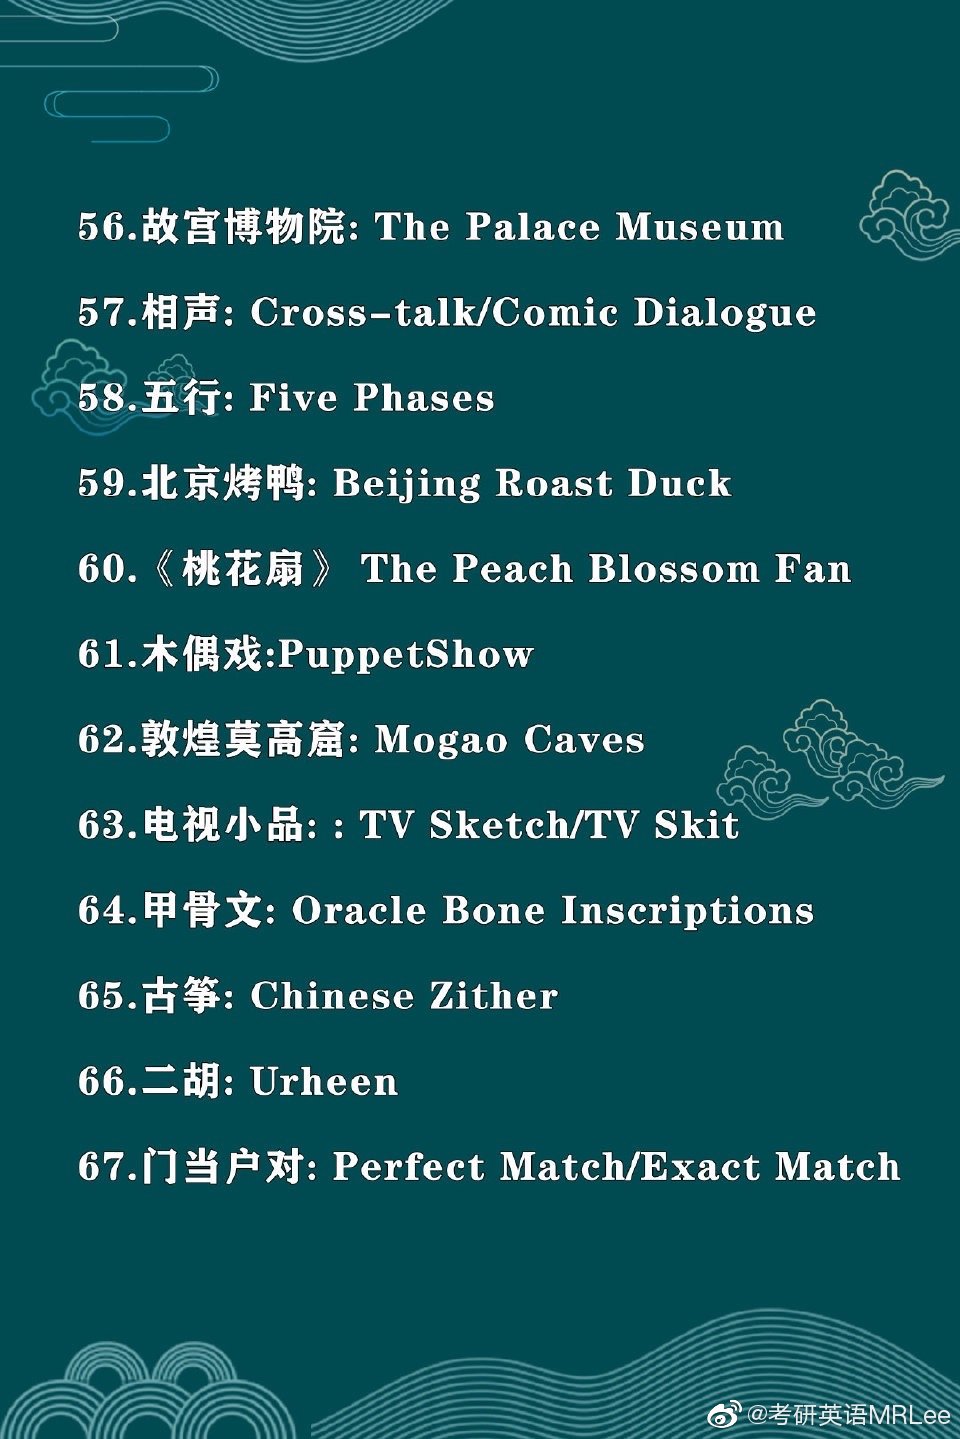 56.故宫博物院: The Palace Museum
57.相声: Cross-talk/Comic Dialogue
58.五行: Five Phases
59.北京烤鸭: Beijing Roast Duck
60.《桃花扇》 The Peach Blossom Fan
61.木偶戏:PuppetShow
62.敦煌莫高窟: Mogao Caves
63.电视小品: : TV Sketch/TV Skit
64.甲骨文: Oracle Bone Inscriptions
65.古筝: Chinese Zither
66.二胡: Urheen
67.门当户对: Perfect Match/Exact Match
@考研英语MRLee